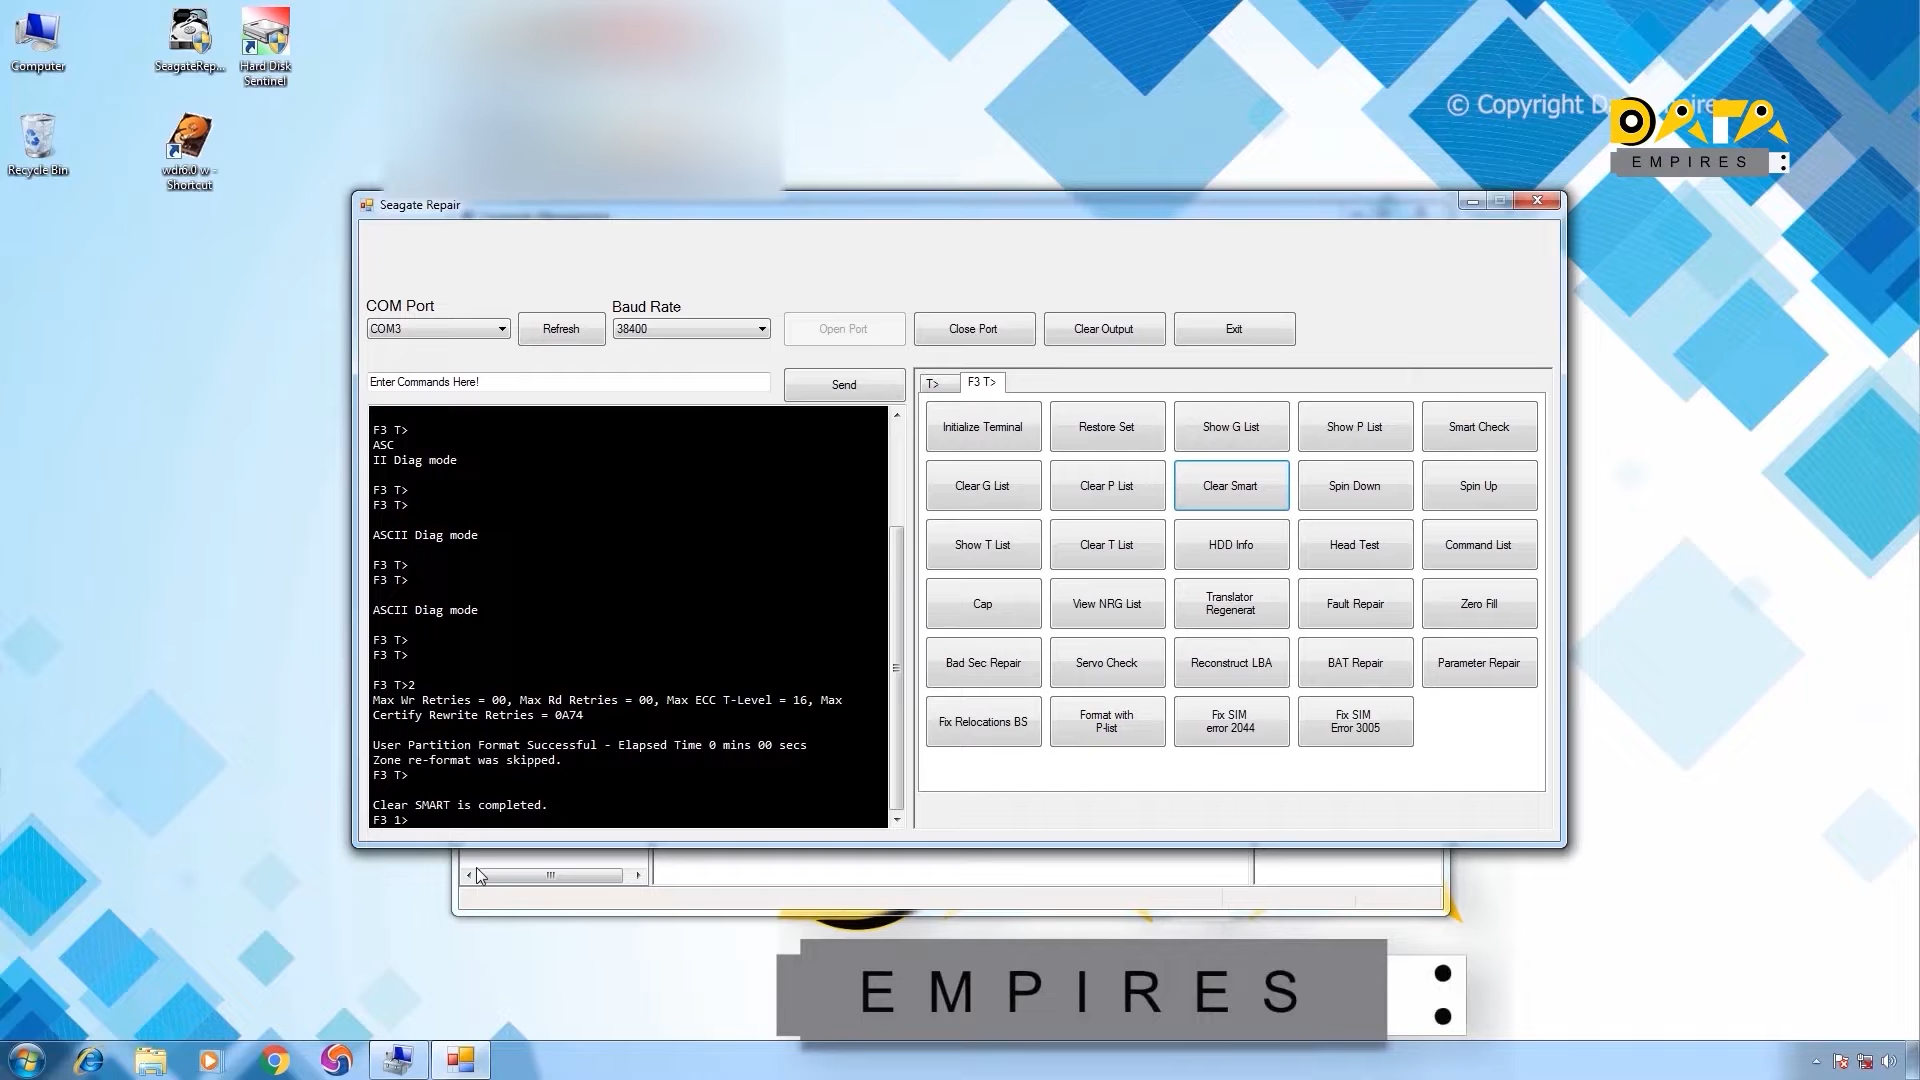 Computer
SeagateRep...
Hard Disk
Sentinel
Recycle Bin
wdr6.0 w -
Shortcut
© Copyright
DATA
EMPIRES
Seagate Repair
COM Port
COM3
Refresh
Baud Rate
38400
Open Port
Close Port
Clear Output
Exit
Enter Commands Here!
Send
T>
F3 T>
F3 T>
ASC
II Diag mode
F3 T>
F3 T>
ASCII Diag mode
F3 T>
F3 T>
ASCII Diag mode
F3 T>
F3 T>
F3 T>2
Max Wr Retries = 00, Max Rd Retries = 00, Max ECC T-Level = 16, Max
Certify Rewrite Retries = 0A74
User Partition Format Successful - Elapsed Time 0 mins 00 secs
Zone re-format was skipped.
F3 T>
Clear SMART is completed.
F3 1>
Initialize Terminal
Restore Set
Show G List
Show P List
Smart Check
Clear G List
Clear P List
Clear Smart
Spin Down
Spin Up
Show T List
Clear T List
HDD Info
Head Test
Command List
Cap
View NRG List
Translator
Regenerat
Fault Repair
Zero Fill
Bad Sec Repair
Servo Check
Reconstruct LBA
BAT Repair
Parameter Repair
Fix Relocations BS
Format with
P-list
Fix SIM
error 2044
Fix SIM
Error 3005
EMPIRES